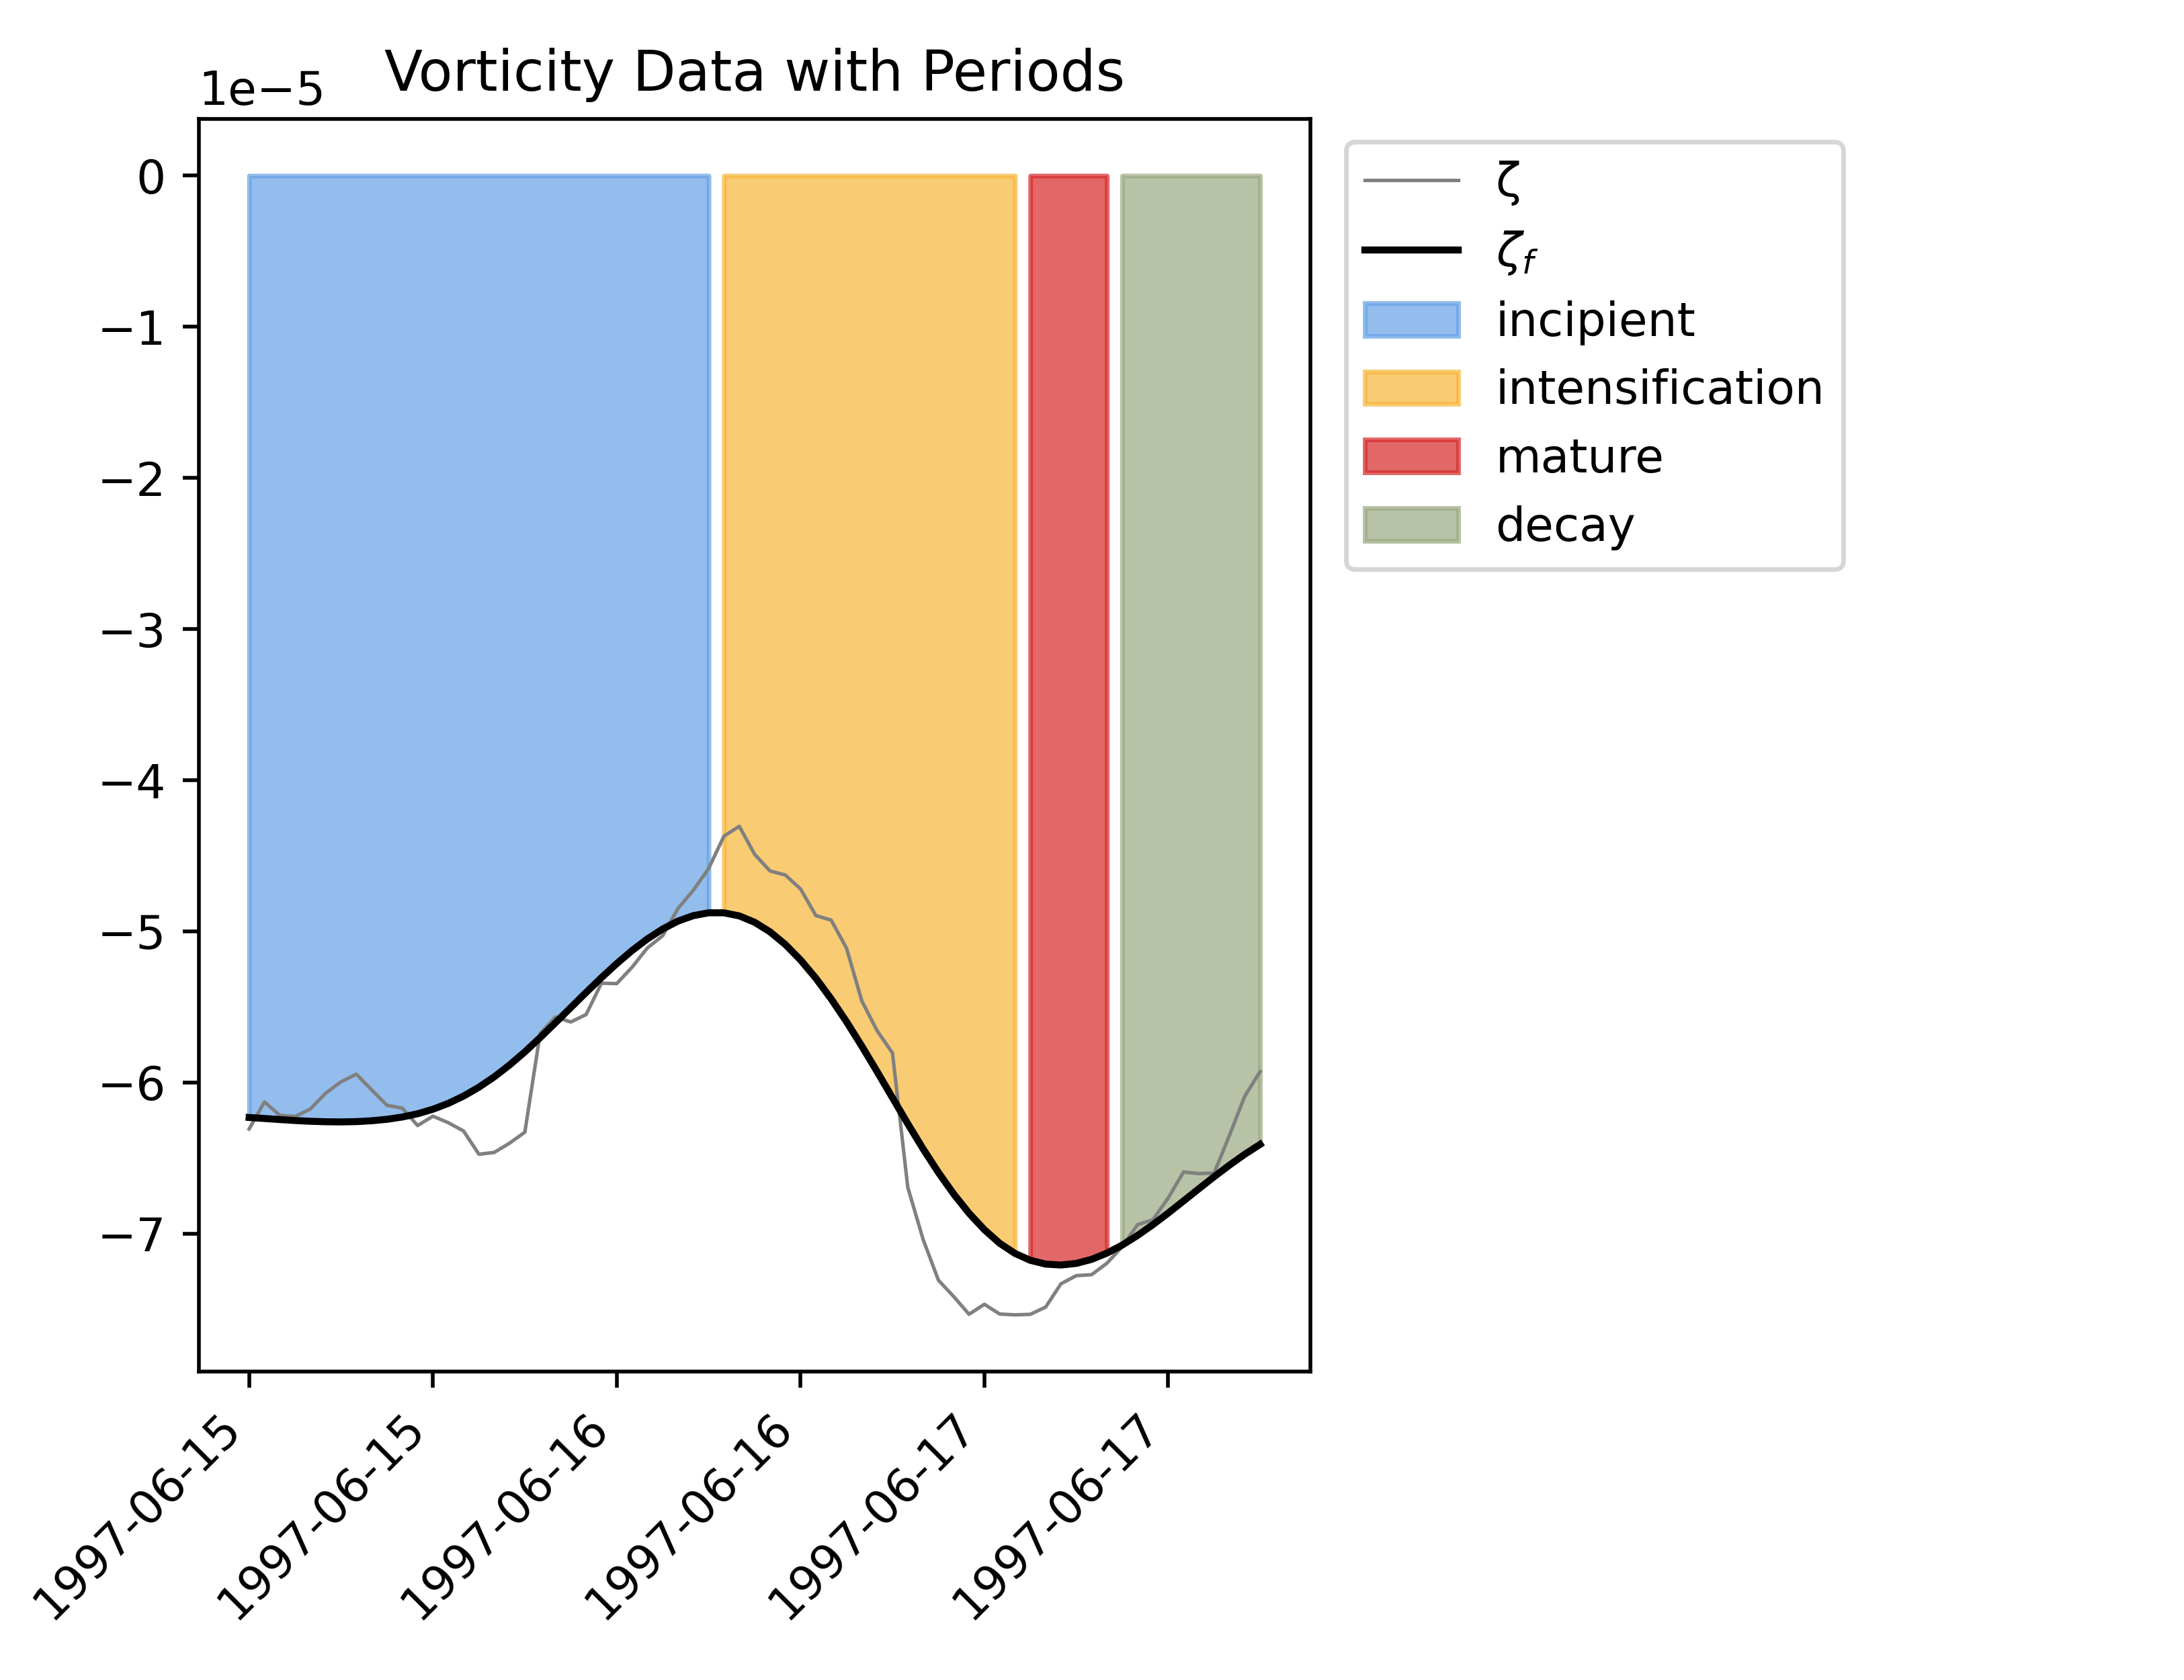 Vorticity Data with Periods
1e−5
0
−1
−2
−3
−4
−5
−6
−7
1997-06-15
1997-06-15
1997-06-16
1997-06-16
1997-06-17
1997-06-17
ζ
ζf
incipient
intensification
mature
decay